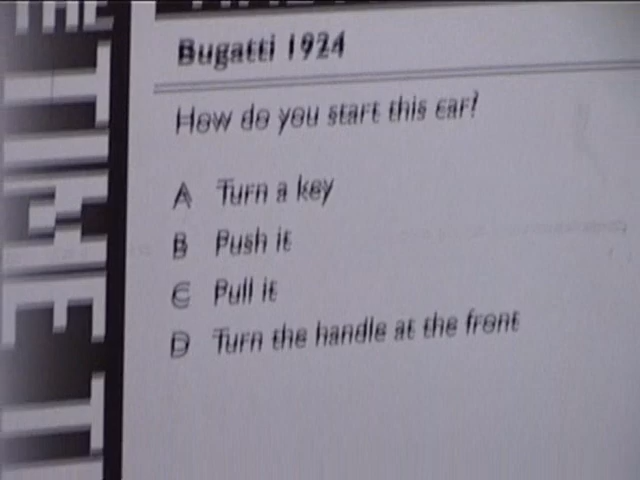 Bugatti 1924
How do you start this car?
A Turn a key
B Push it
C Pull it
D Turn the handle at the front
THE